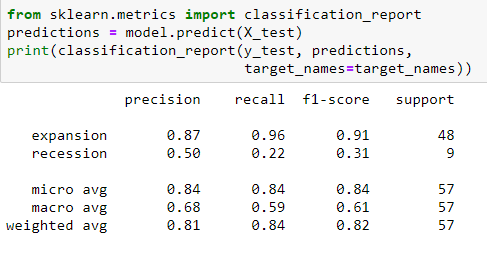 from sklearn.metrics import classification_report
predictions = model.predict(X_test)
print(classification_report(y_test, predictions,
                            target_names=target_names))
              precision    recall  f1-score   support
   expansion       0.87      0.96      0.91        48
   recession       0.50      0.22      0.31         9
   micro avg       0.84      0.84      0.84        57
   macro avg       0.68      0.59      0.61        57
weighted avg       0.81      0.84      0.82        57